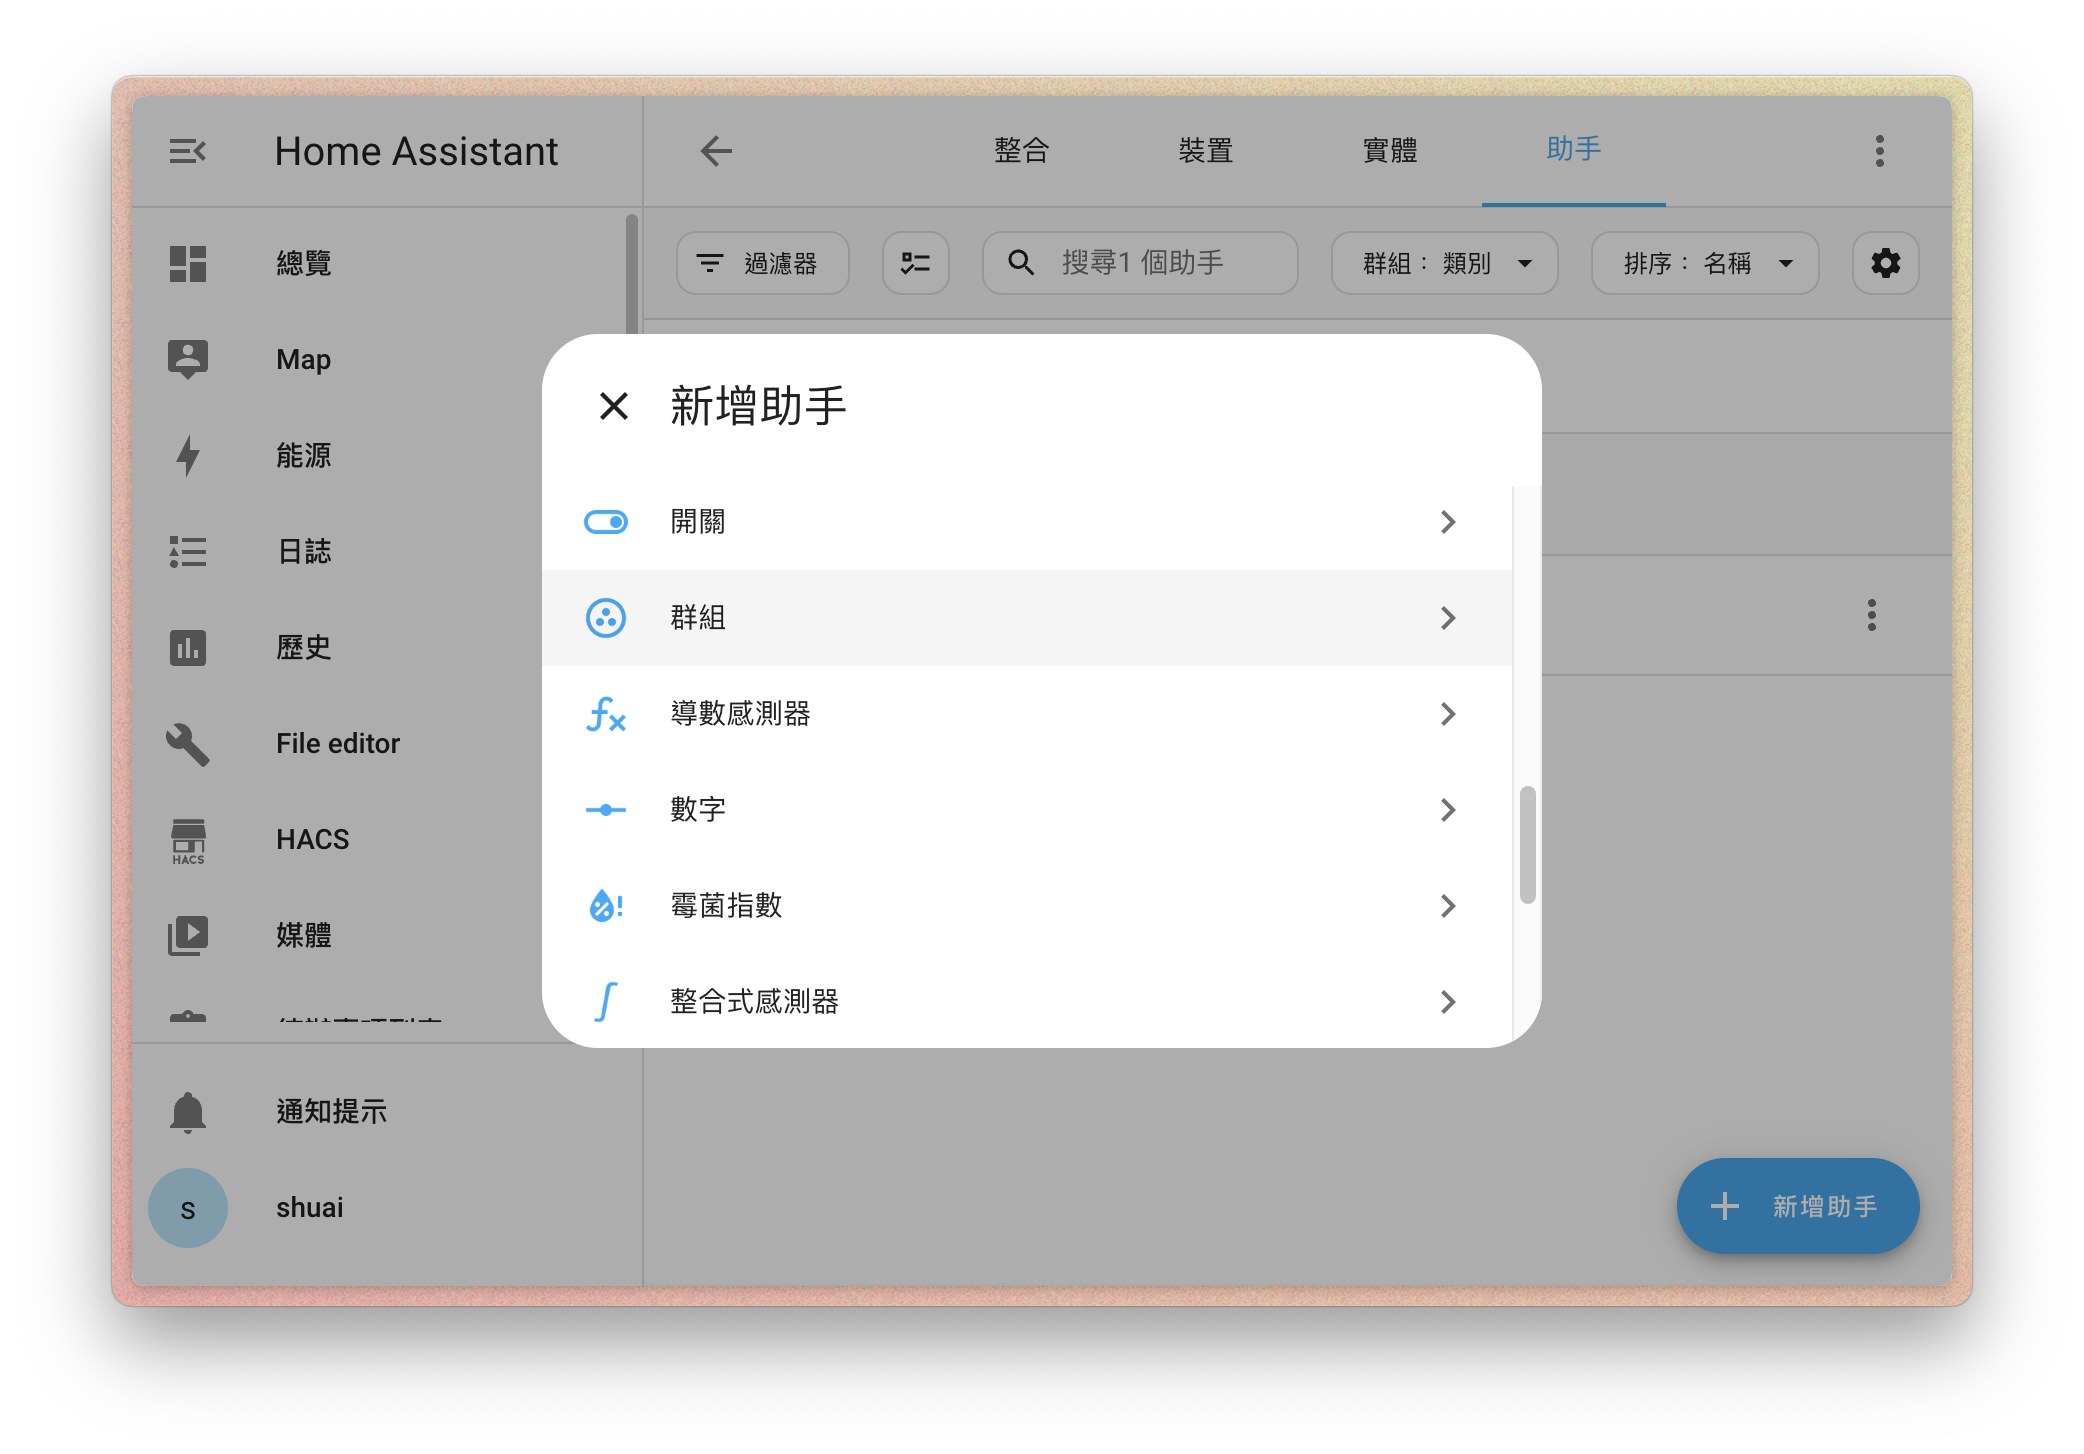 Home Assistant
整合
裝置
實體
助手
過濾器
搜尋1 個助手
群組： 類別
排序： 名稱
總覽
Map
能源
日誌
歷史
File editor
HACS
HACS
媒體
通知提示
s
shuai
新增助手
開關
群組
導數感測器
數字
霉菌指數
整合式感測器
新增助手